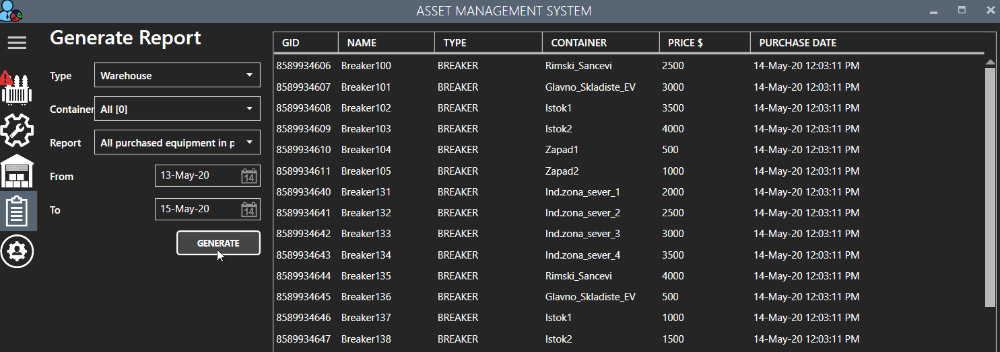 ASSET MANAGEMENT SYSTEM
Generate Report
Type Warehouse
Container All [0]
Report All purchased equipment in p
From 13-May-20 14
To 15-May-20 14
GENERATE
GID NAME TYPE CONTAINER PRICE $ PURCHASE DATE
8589934606 Breaker100 BREAKER Rimski_Sancevi 2500 14-May-20 12:03:11 PM
8589934607 Breaker101 BREAKER Glavno_Skladiste_EV 3000 14-May-20 12:03:11 PM
8589934608 Breaker102 BREAKER Istok1 3500 14-May-20 12:03:11 PM
8589934609 Breaker103 BREAKER Istok2 4000 14-May-20 12:03:11 PM
8589934610 Breaker104 BREAKER Zapad1 500 14-May-20 12:03:11 PM
8589934611 Breaker105 BREAKER Zapad2 1000 14-May-20 12:03:11 PM
8589934640 Breaker131 BREAKER Ind.zona_sever_1 2000 14-May-20 12:03:11 PM
8589934641 Breaker132 BREAKER Ind.zona_sever_2 2500 14-May-20 12:03:11 PM
8589934642 Breaker133 BREAKER Ind.zona_sever_3 3000 14-May-20 12:03:11 PM
8589934643 Breaker134 BREAKER Ind.zona_sever_4 3500 14-May-20 12:03:11 PM
8589934644 Breaker135 BREAKER Rimski_Sancevi 4000 14-May-20 12:03:11 PM
8589934645 Breaker136 BREAKER Glavno_Skladiste_EV 500 14-May-20 12:03:11 PM
8589934646 Breaker137 BREAKER Istok1 1000 14-May-20 12:03:11 PM
8589934647 Breaker138 BREAKER Istok2 1500 14-May-20 12:03:11 PM